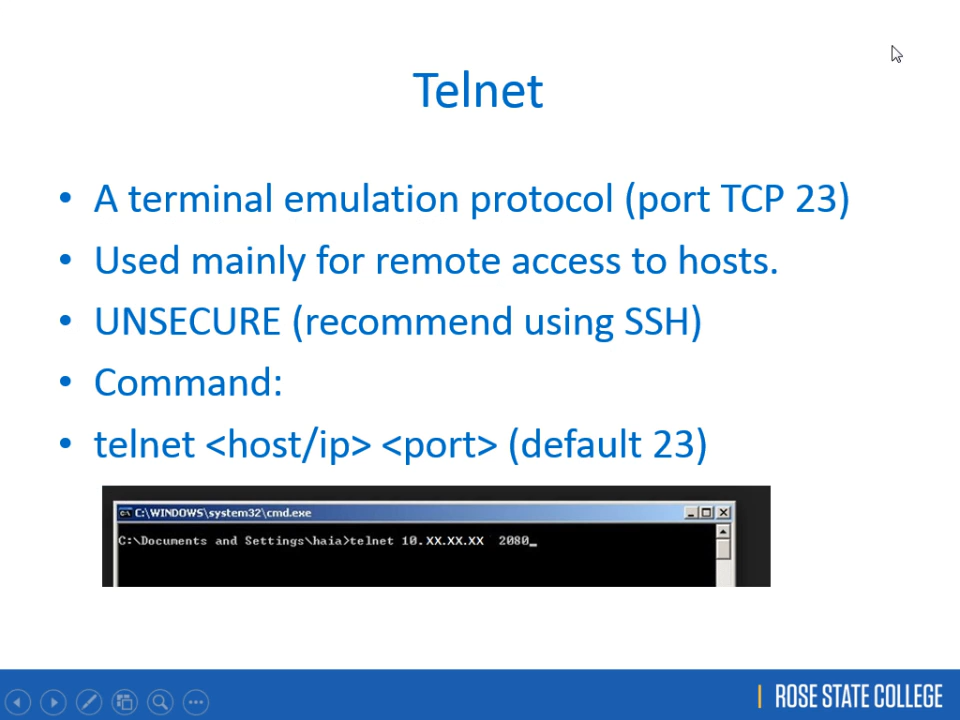 Telnet
• A terminal emulation protocol (port TCP 23)
• Used mainly for remote access to hosts.
• UNSECURE (recommend using SSH)
• Command:
• telnet <host/ip> <port> (default 23)
C:\WINDOWS\system32\cmd.exe
C:\Documents and Settings\haia>telnet 10.XX.XX.XX 2080_
ROSE STATE COLLEGE